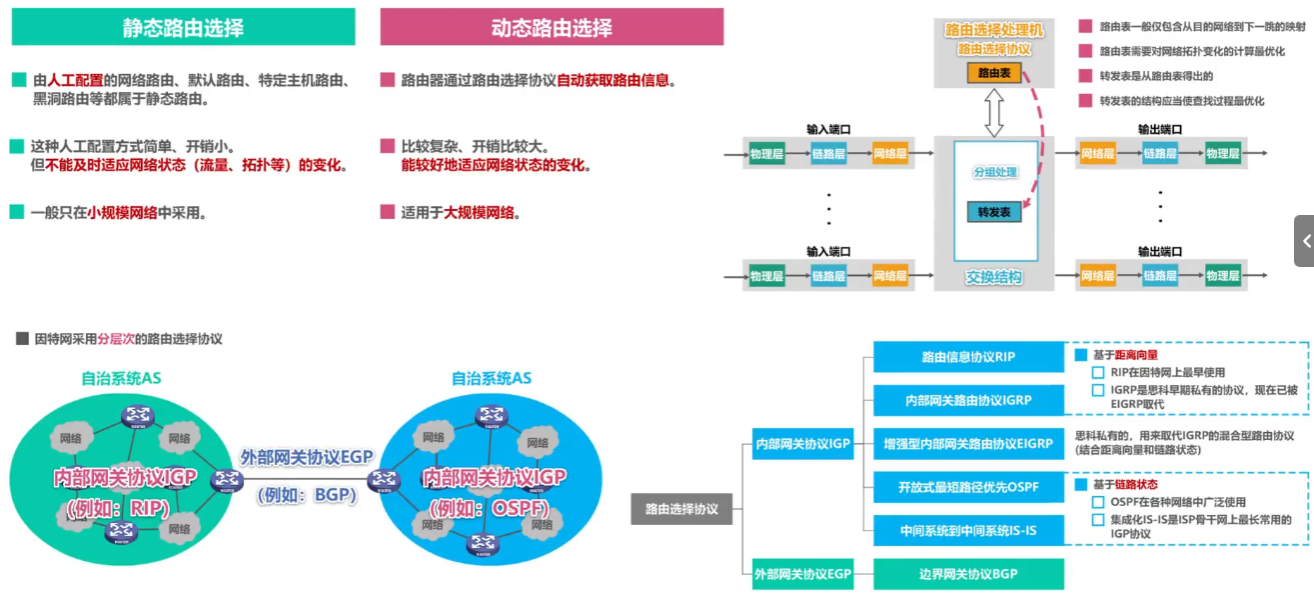 静态路由选择
由人工配置的网络路由、默认路由、特定主机路由、
黑洞路由等都属于静态路由。
这种人工配置方式简单、开销小。
但不能及时适应网络状态（流量、拓扑等）的变化。
一般只在小规模网络中采用。
动态路由选择
路由器通过路由选择协议自动获取路由信息。
比较复杂、开销比较大。
能较好地适应网络状态的变化。
适用于大规模网络。
路由选择处理机
路由选择协议
路由表
路由表一般仅包含从目的网络到下一跳的映射
路由表需要对网络拓扑变化的计算最优化
转发表是从路由表得出的
转发表的结构应当使查找过程最优化
输入端口
物理层
链路层
网络层
分组处理
转发表
输出端口
网络层
链路层
物理层
输入端口
物理层
链路层
网络层
交换结构
输出端口
网络层
链路层
物理层
因特网采用分层次的路由选择协议
自治系统AS
网络
网络
内部网关协议IGP
（例如：RIP）
网络
网络
外部网关协议EGP
（例如：BGP）
自治系统AS
网络
网络
内部网关协议IGP
（例如：OSPF）
网络
网络
路由选择协议
内部网关协议IGP
路由信息协议RIP
内部网关路由协议IGRP
增强型内部网关路由协议EIGRP
开放式最短路径优先OSPF
中间系统到中间系统IS-IS
外部网关协议EGP
边界网关协议BGP
基于距离向量
RIP在因特网上最早使用
IGRP是思科早期私有的协议，现在已被
EIGRP取代
思科私有的，用来取代IGRP的混合型路由协议
(结合距离向量和链路状态)
基于链路状态
OSPF在各种网络中广泛使用
集成化IS-IS是ISP骨干网上最长常用的
IGP协议